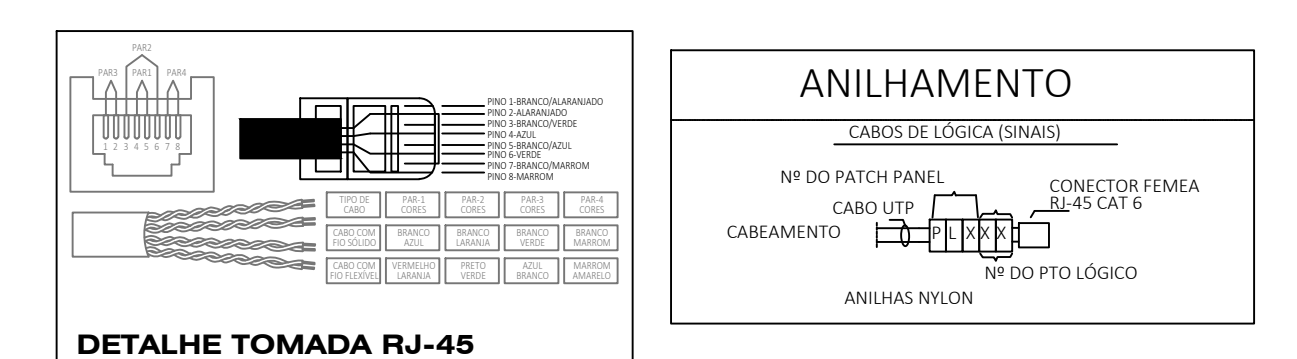 PAR2
PAR3 PAR1 PAR4
1 2 3 4 5 6 7 8
PINO 1-BRANCO/ALARANJADO
PINO 2-ALARANJADO
PINO 3-BRANCO/VERDE
PINO 4-AZUL
PINO 5-BRANCO/AZUL
PINO 6-VERDE
PINO 7-BRANCO/MARROM
PINO 8-MARROM
TIPO DE CABO
PAR-1 CORES
PAR-2 CORES
PAR-3 CORES
PAR-4 CORES
CABO COM FIO SÓLIDO
BRANCO AZUL
BRANCO LARANJA
BRANCO VERDE
BRANCO MARROM
CABO COM FIO FLEXÍVEL
VERMELHO LARANJA
PRETO VERDE
AZUL BRANCO
MARROM AMARELO
DETALHE TOMADA RJ-45
ANILHAMENTO
CABOS DE LÓGICA (SINAIS)
Nº DO PATCH PANEL
CONECTOR FEMEA
RJ-45 CAT 6
CABO UTP
CABEAMENTO
P L X X X
Nº DO PTO LÓGICO
ANILHAS NYLON